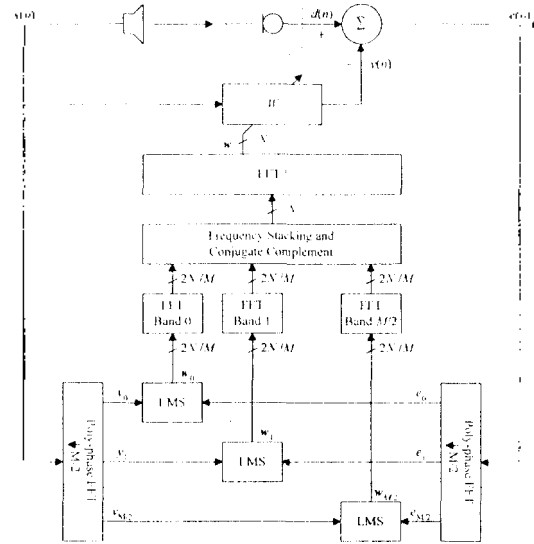 d(n)
+
Σ
W
w
N
FFT⁻¹
N
Frequency Stacking and
Conjugate Complement
2N/M 2N/M 2N/M
FFT
Band 0
FFT
Band 1
FFT
Band M/2
2N/M 2N/M 2N/M
w₀
x₀
LMS
e₀
w₁
x₁
LMS
e₁
w_M/2
x_M/2
LMS
e_M/2
Poly-phase FFT
↓M/2
Poly-phase FFT
↓M/2